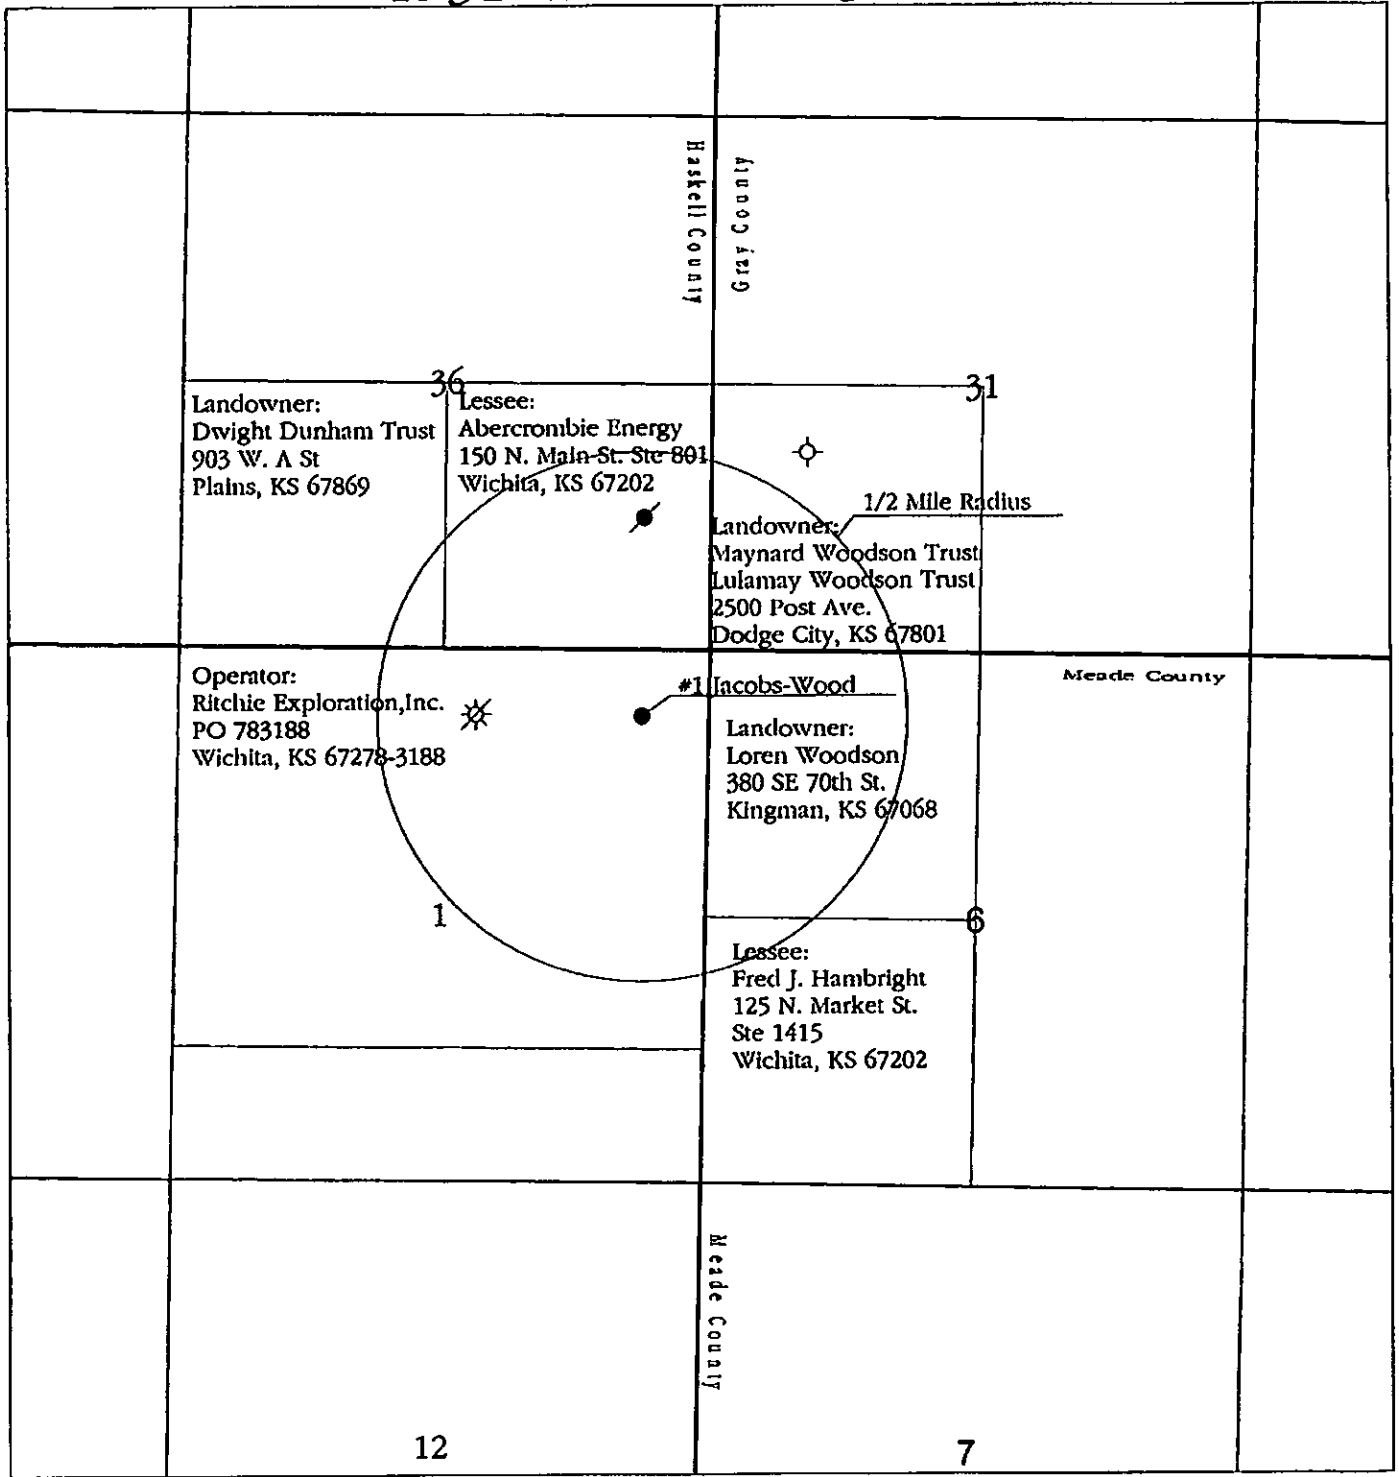 Haskell County
Gray County
36
31
Landowner:
Dwight Dunham Trust
903 W. A St
Plains, KS 67869
Lessee:
Abercrombie Energy
150 N. Main St. Ste 801
Wichita, KS 67202
1/2 Mile Radius
Landowner:
Maynard Woodson Trust
Lulamay Woodson Trust
2500 Post Ave.
Dodge City, KS 67801
Operator:
Ritchie Exploration,Inc.
PO 783188
Wichita, KS 67278-3188
#1 Jacobs-Wood
Meade County
Landowner:
Loren Woodson
380 SE 70th St.
Kingman, KS 67068
1
6
Lessee:
Fred J. Hambright
125 N. Market St.
Ste 1415
Wichita, KS 67202
Meade County
12
7